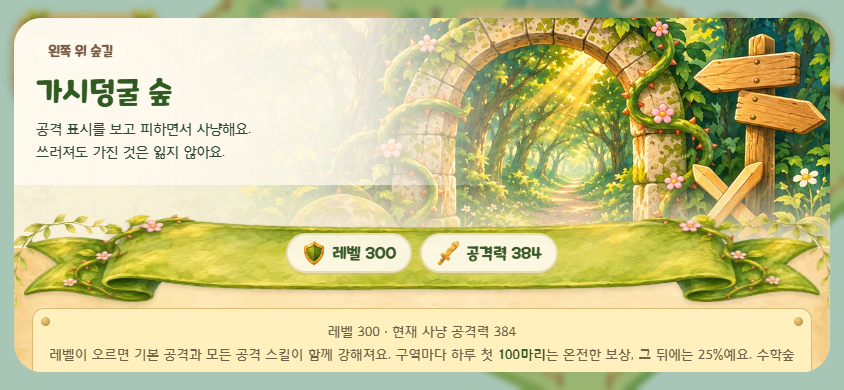 왼쪽 위 숲길
가시덩굴 숲
공격 표시를 보고 피하면서 사냥해요.
쓰러져도 가진 것은 잃지 않아요.
레벨 300
공격력 384
레벨 300 · 현재 사냥 공격력 384
레벨이 오르면 기본 공격과 모든 공격 스킬이 함께 강해져요. 구역마다 하루 첫 100마리는 온전한 보상, 그 뒤에는 25%예요. 수학숲